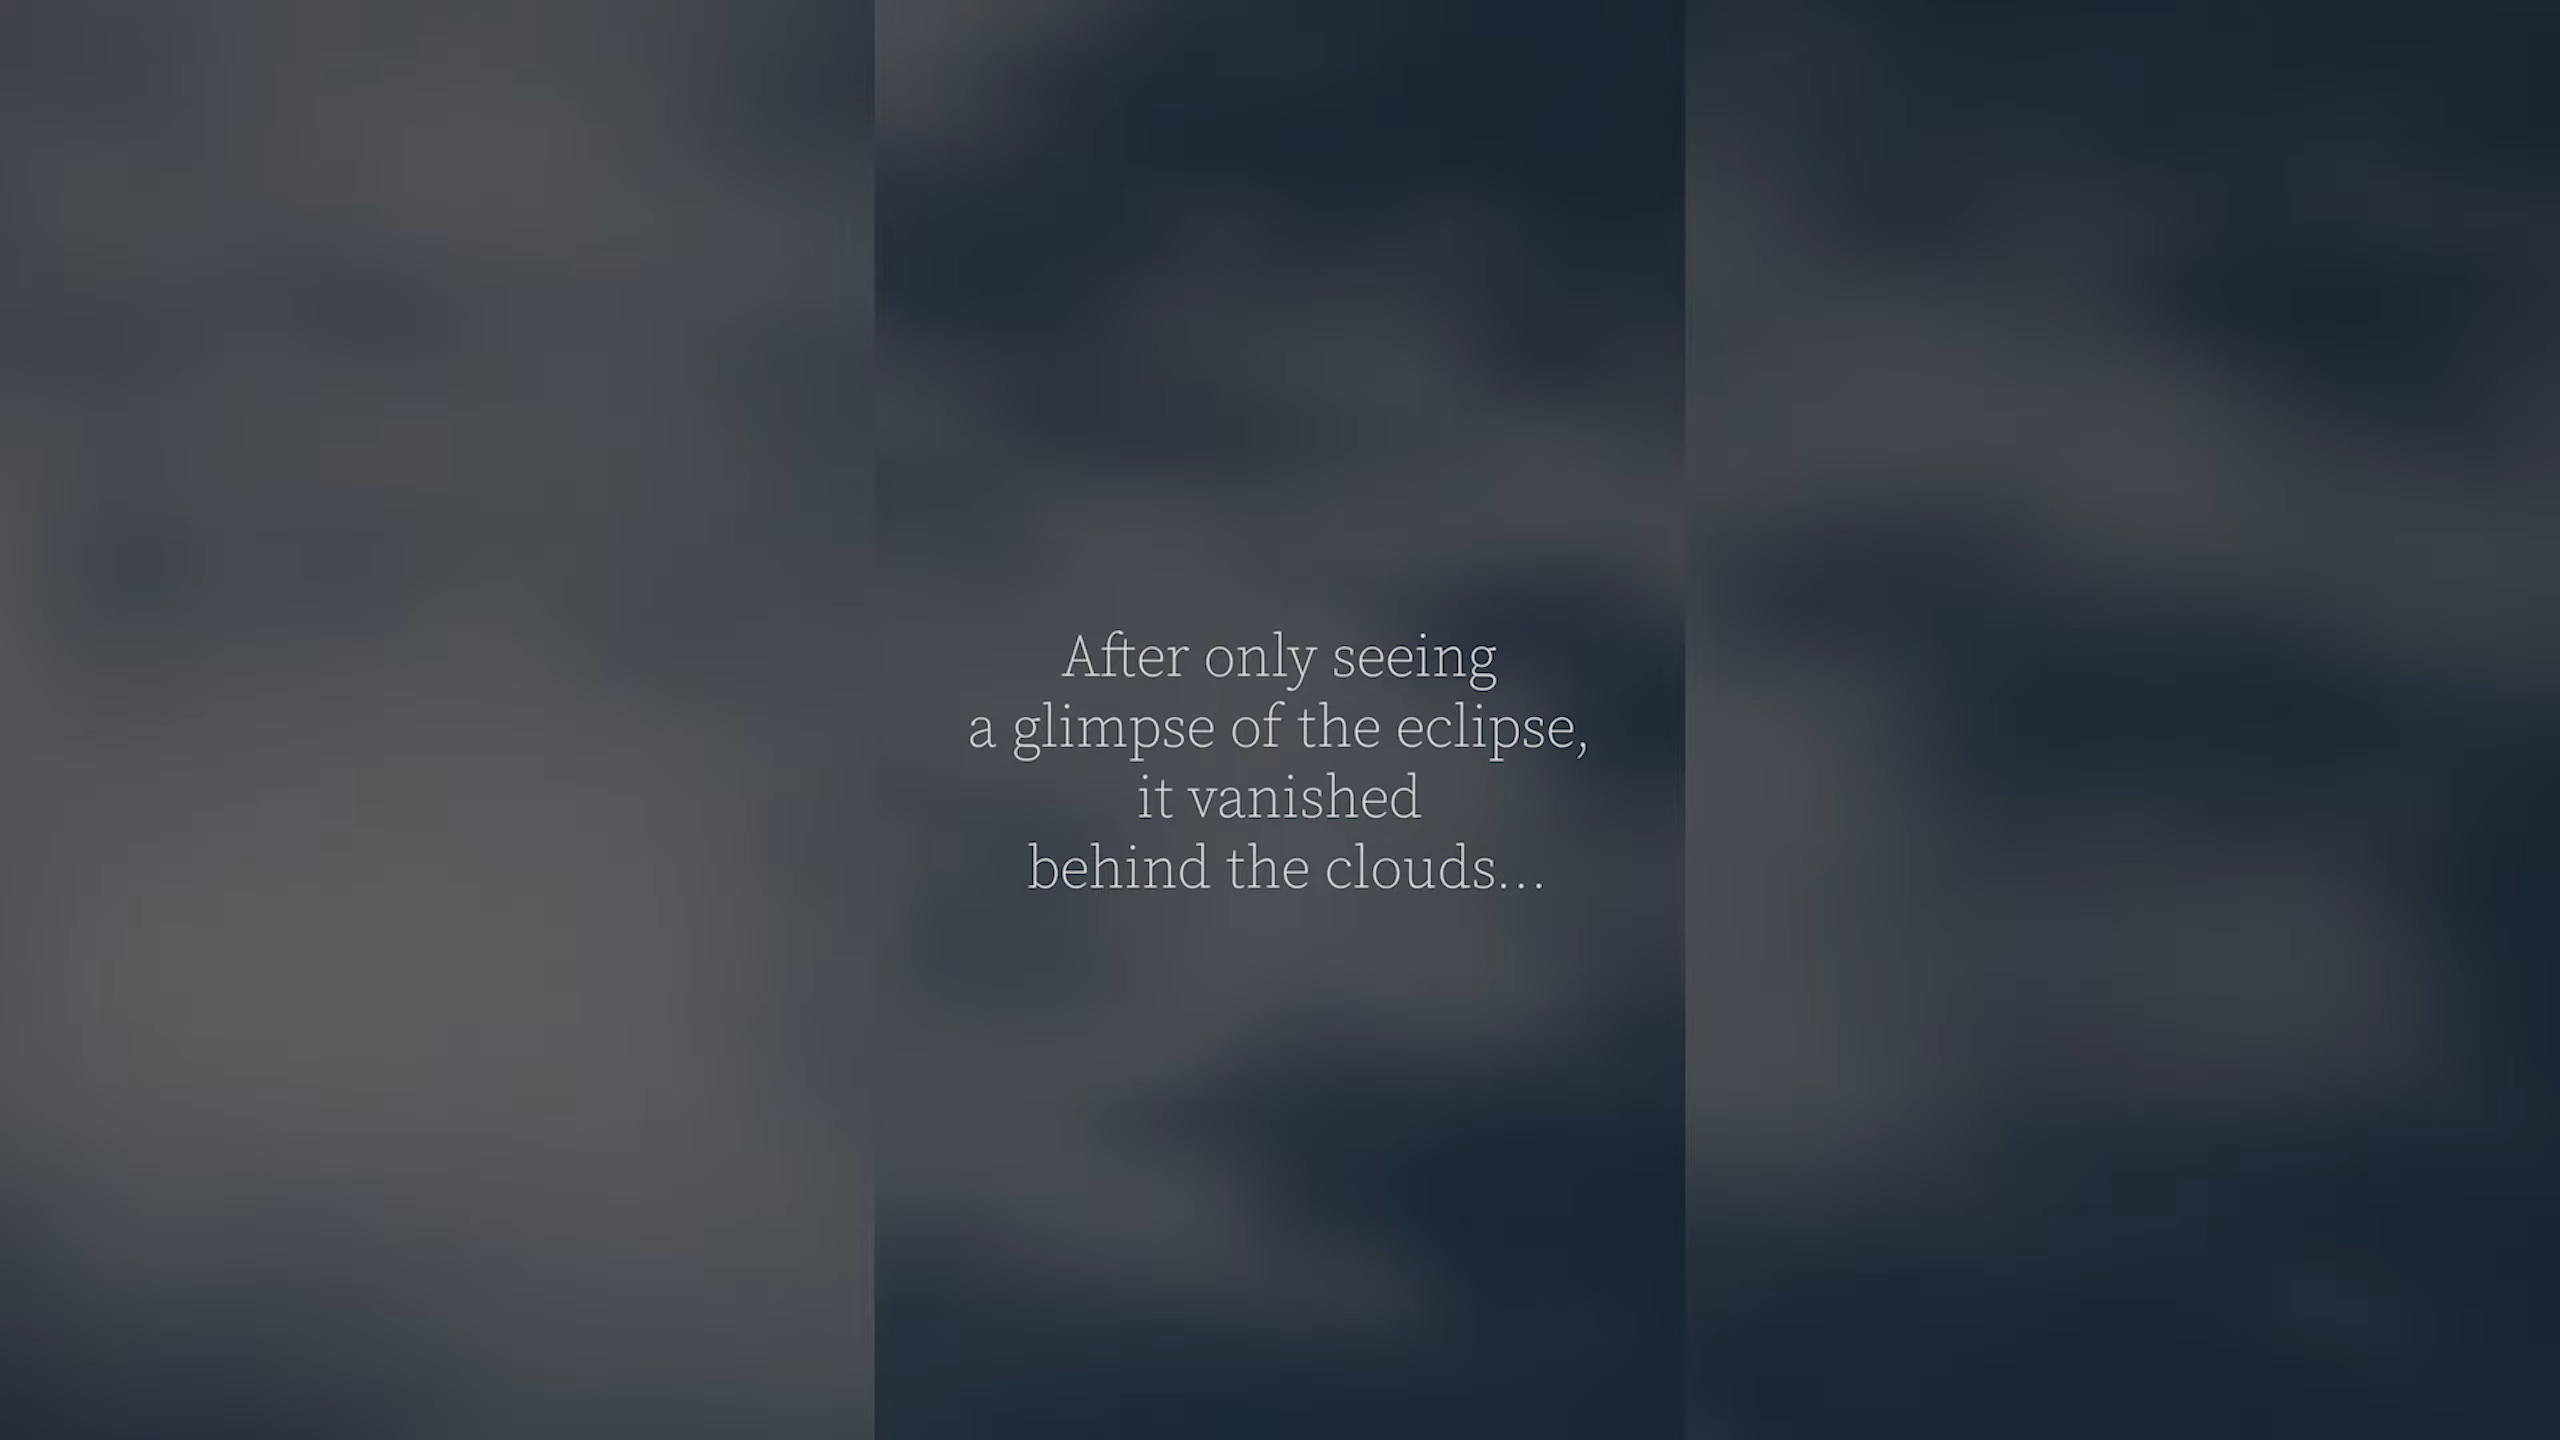 After only seeing
a glimpse of the eclipse,
it vanished
behind the clouds...